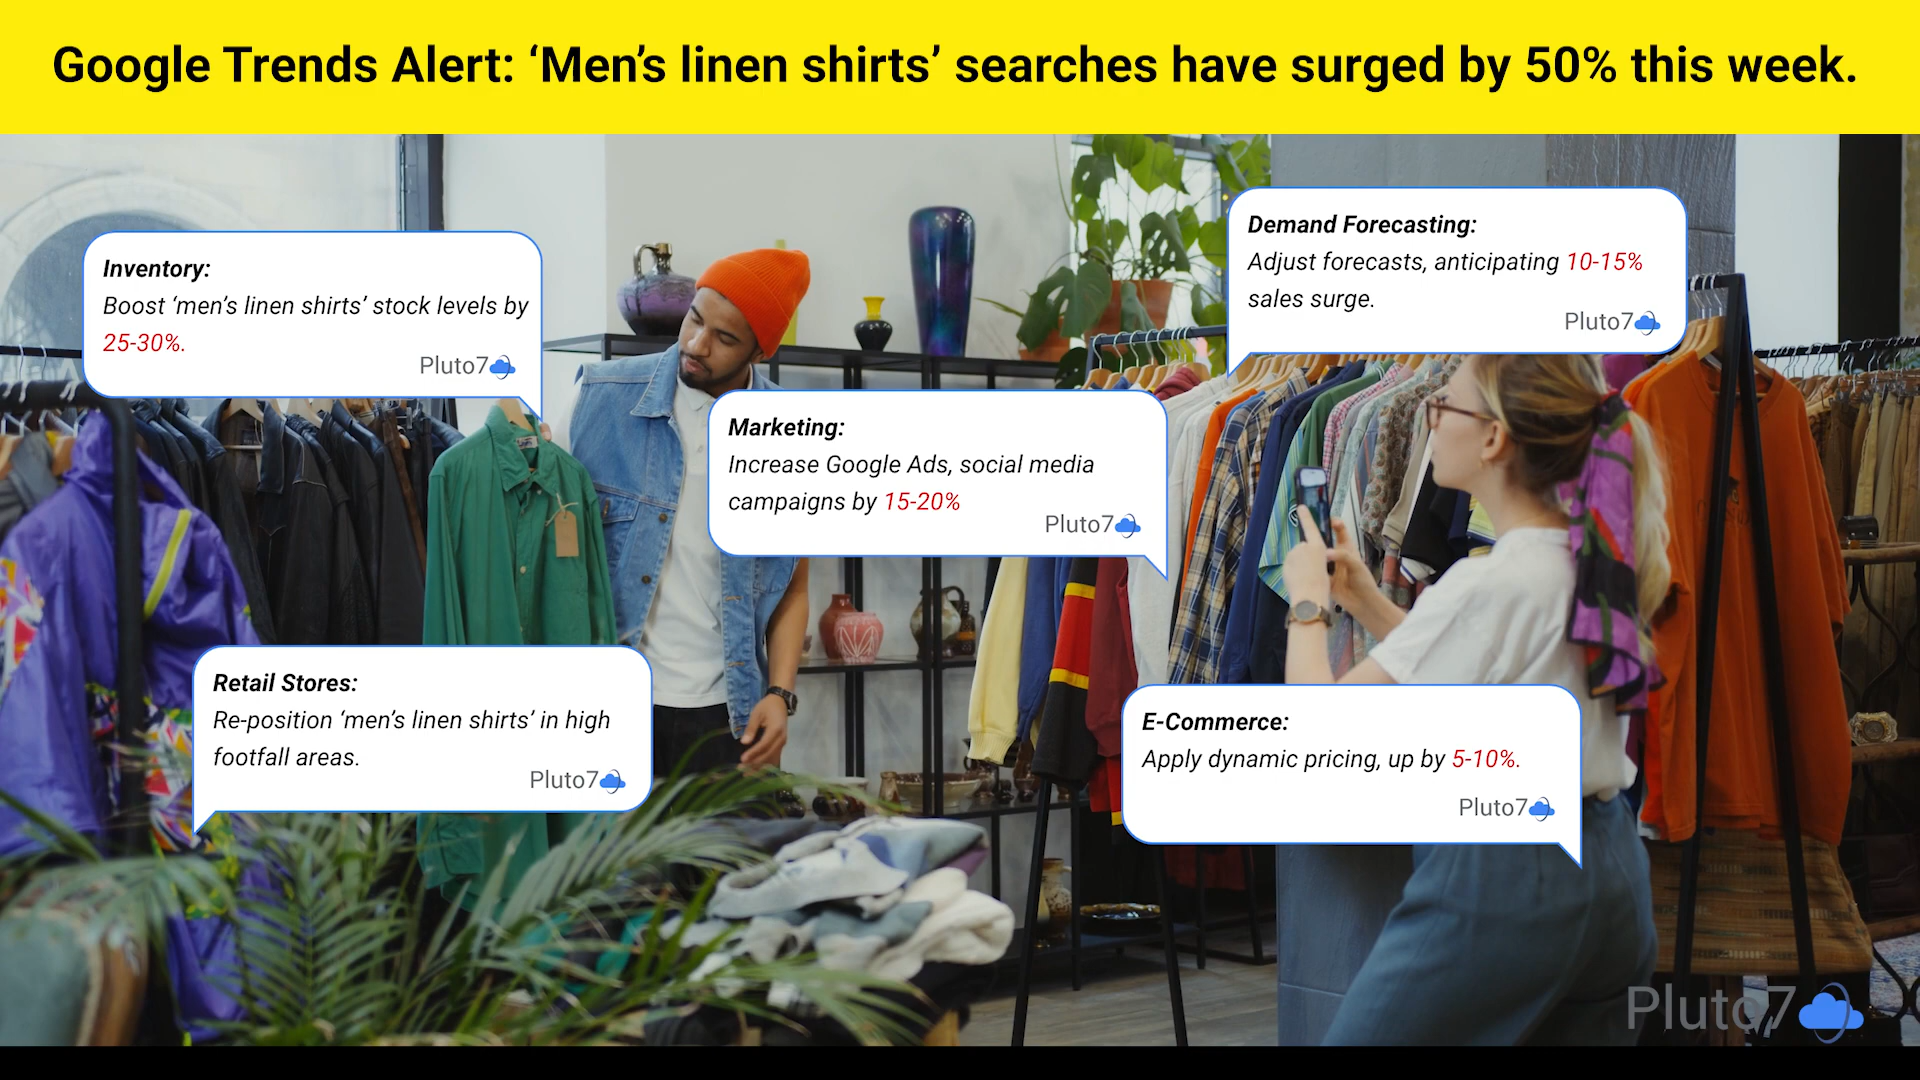 Google Trends Alert: ‘Men’s linen shirts’ searches have surged by 50% this week.
Inventory:
Boost ‘men’s linen shirts’ stock levels by
25-30%.
Pluto7
Demand Forecasting:
Adjust forecasts, anticipating 10-15%
sales surge.
Pluto7
Marketing:
Increase Google Ads, social media
campaigns by 15-20%
Pluto7
Retail Stores:
Re-position ‘men’s linen shirts’ in high
footfall areas.
Pluto7
E-Commerce:
Apply dynamic pricing, up by 5-10%.
Pluto7
Pluto7